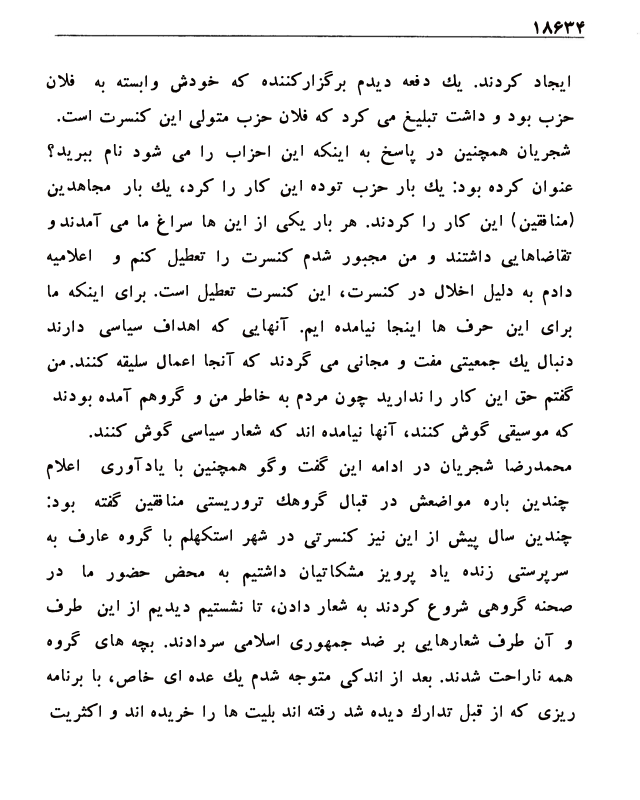 ۱۸۶۳۴
ایجاد کردند. یك دفعه دیدم برگزارکننده که خودش وابسته به فلان
حزب بود و داشت تبلیغ می کرد که فلان حزب متولی این کنسرت است.
شجریان همچنین در پاسخ به اینکه این احزاب را می شود نام ببرید؟
عنوان کرده بود: یك بار حزب توده این کار را کرد، یك بار مجاهدین
(منافقین) این کار را کردند. هر بار یکی از این ها سراغ ما می آمدند و
تقاضاهایی داشتند و من مجبور شدم کنسرت را تعطیل کنم و اعلامیه
دادم به دلیل اخلال در کنسرت، این کنسرت تعطیل است. برای اینکه ما
برای این حرف ها اینجا نیامده ایم. آنهایی که اهداف سیاسی دارند
دنبال یك جمعیتی مفت و مجانی می گردند که آنجا اعمال سلیقه کنند. من
گفتم حق این کار را ندارید چون مردم به خاطر من و گروهم آمده بودند
که موسیقی گوش کنند، آنها نیامده اند که شعار سیاسی گوش کنند.
محمدرضا شجریان در ادامه این گفت وگو همچنین با یادآوری اعلام
چندین باره مواضعش در قبال گروهك تروریستی منافقین گفته بود:
چندین سال پیش از این نیز کنسرتی در شهر استکهلم با گروه عارف به
سرپرستی زنده یاد پرویز مشکاتیان داشتیم به محض حضور ما در
صحنه گروهی شروع کردند به شعار دادن، تا نشستیم دیدیم از این طرف
و آن طرف شعارهایی بر ضد جمهوری اسلامی سردادند. بچه های گروه
همه ناراحت شدند. بعد از اندکی متوجه شدم یك عده ای خاص، با برنامه
ریزی که از قبل تدارك دیده شد رفته اند بلیت ها را خریده اند و اکثریت